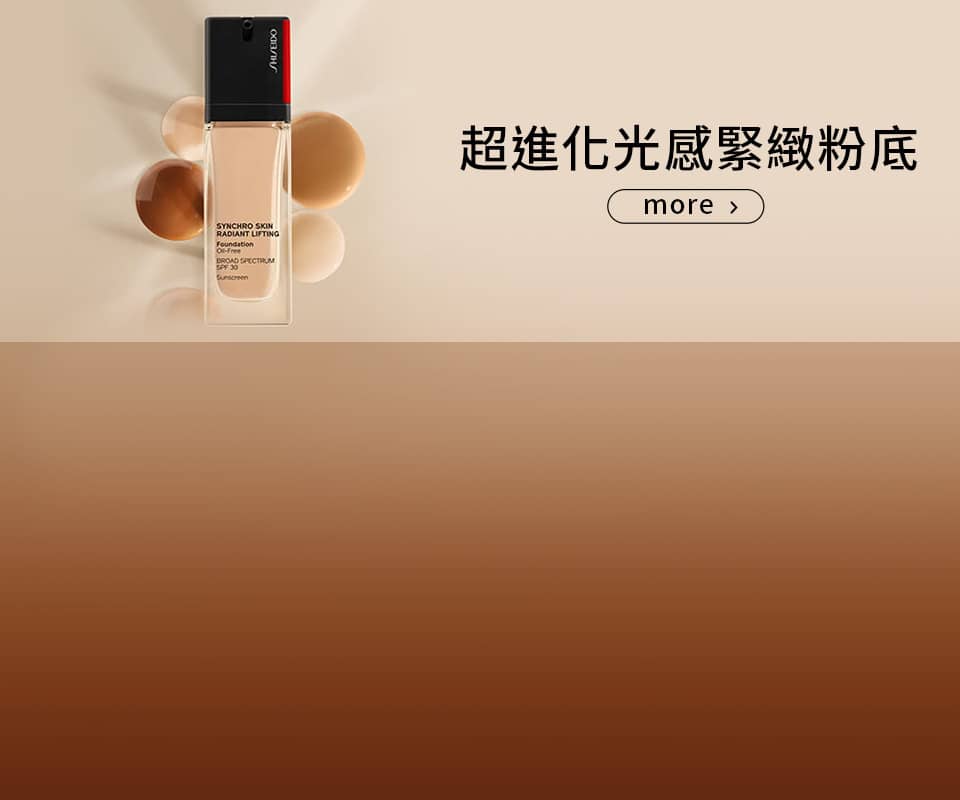 SHISEIDO
SYNCHRO SKIN
RADIANT LIFTING
Foundation
Oil-Free
BROAD SPECTRUM
SPF 30
Sunscreen
超進化光感緊緻粉底
more ›